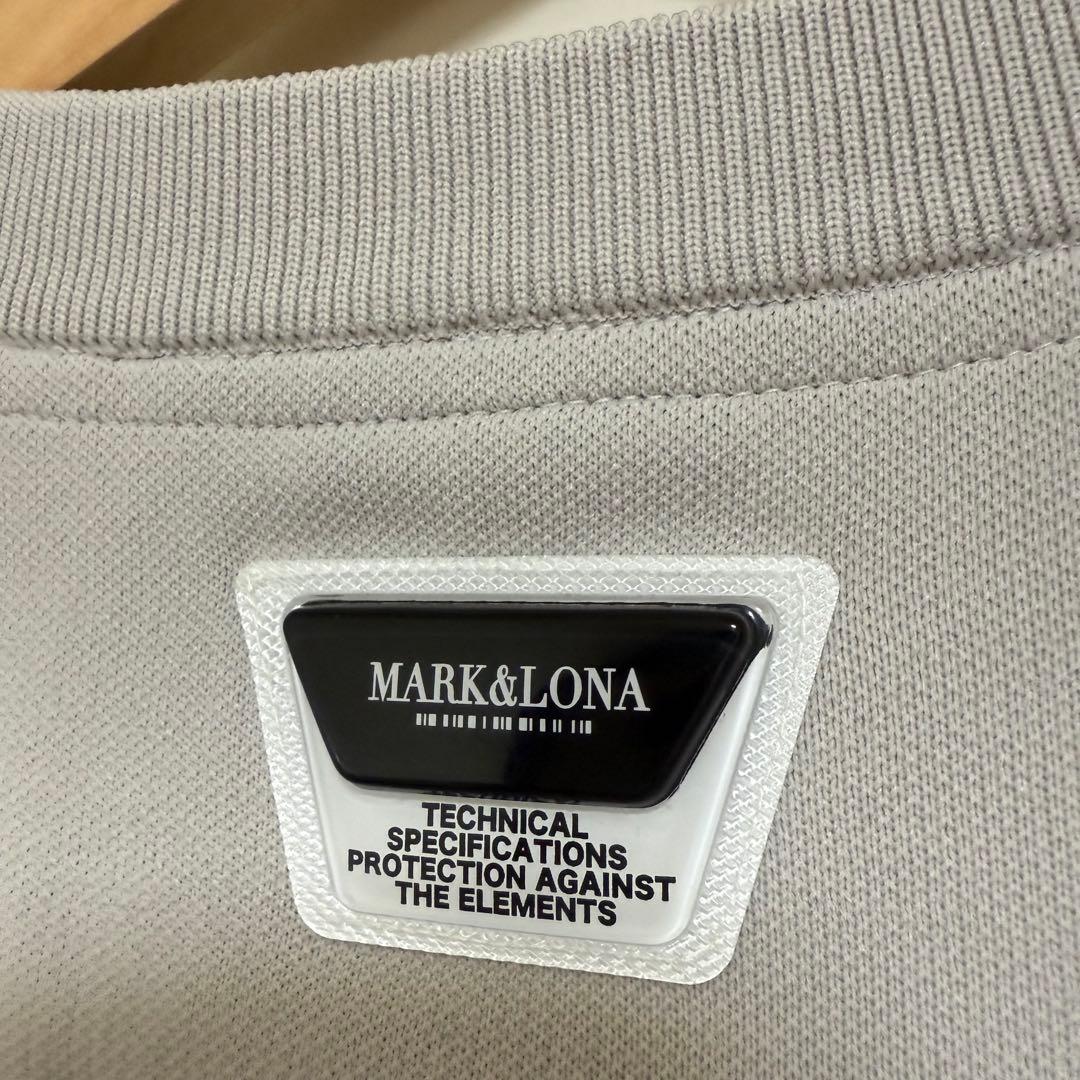 MARK&LONA
TECHNICAL
SPECIFICATIONS
PROTECTION AGAINST
THE ELEMENTS